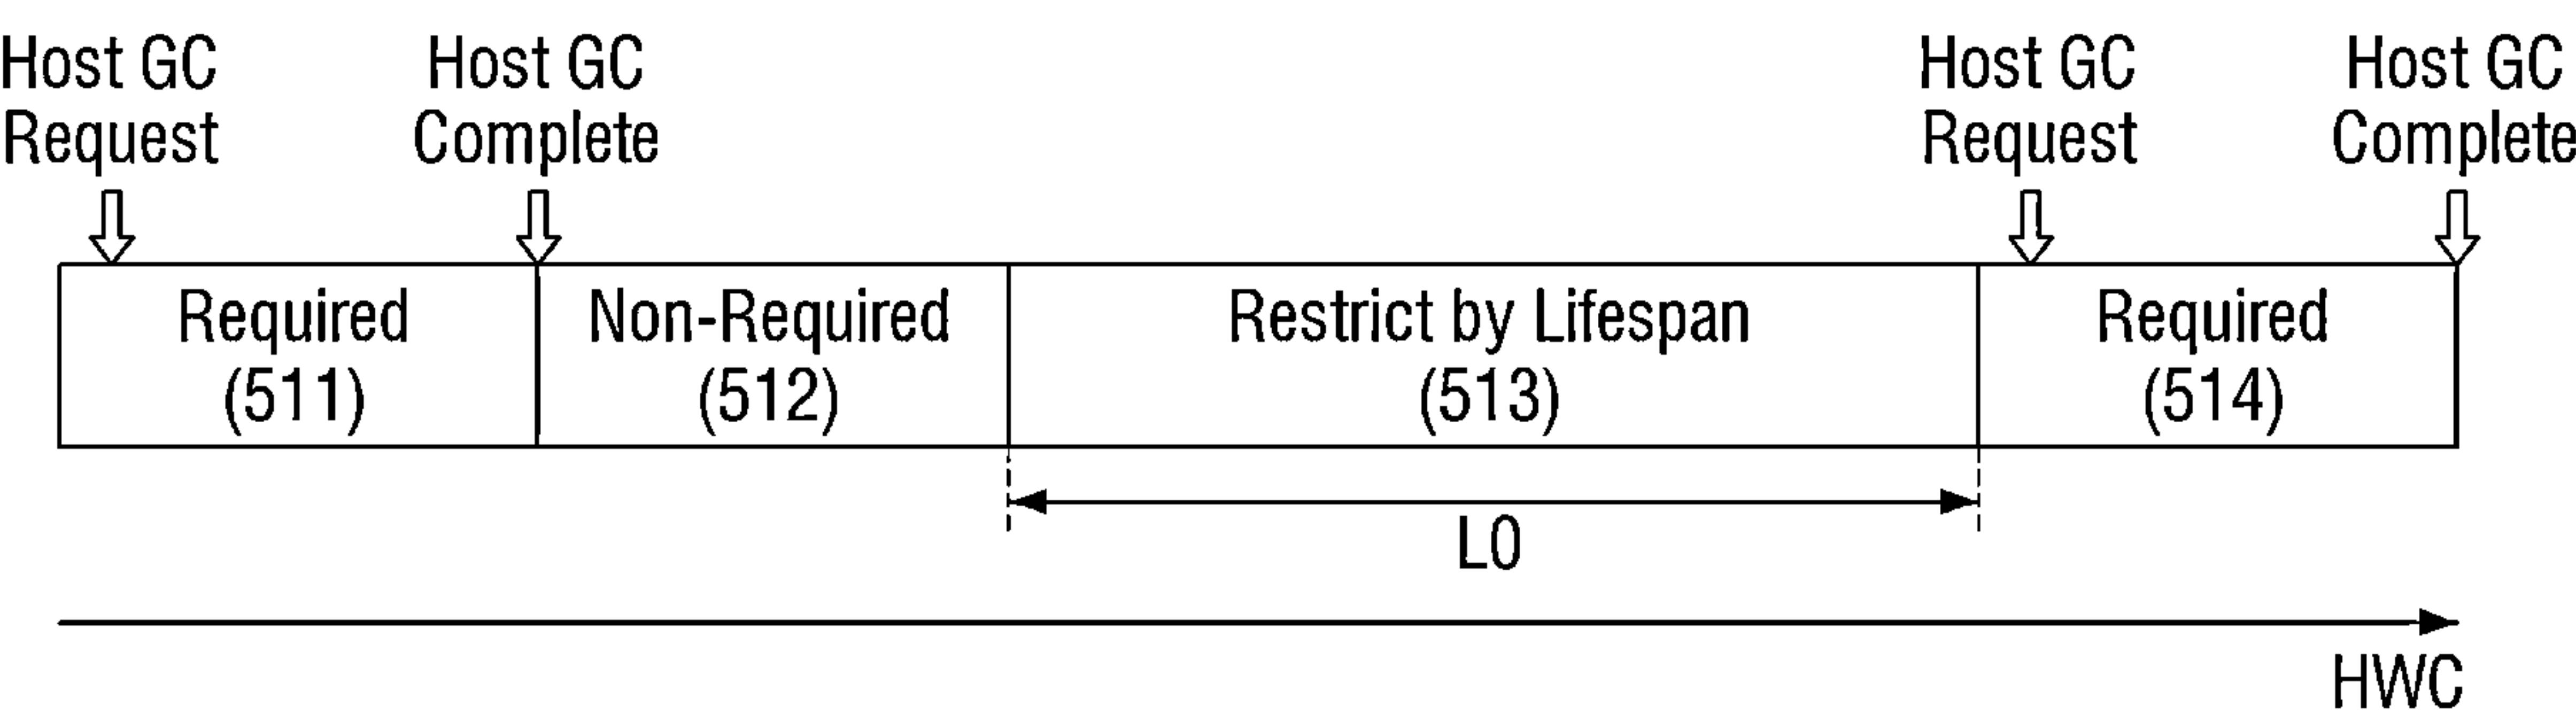 Host GC
Request
Host GC
Complete
Host GC
Request
Host GC
Complete
Required
(511)
Non-Required
(512)
Restrict by Lifespan
(513)
Required
(514)
L0
HWC